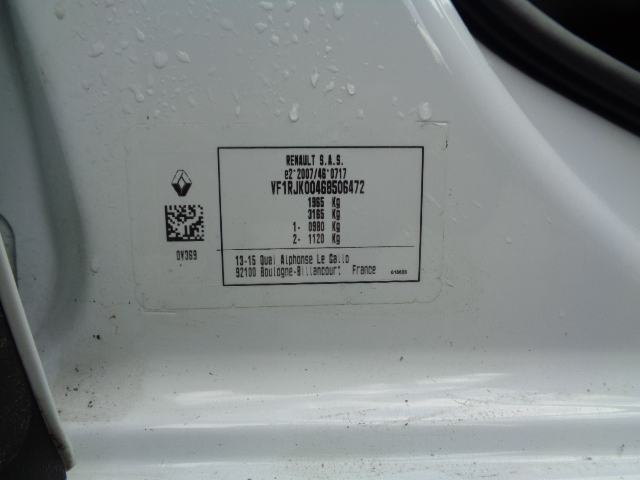 RENAULT S.A.S.
e2*2007/46*0717
VF1RJK00468506472
1965 Kg
3165 Kg
1- 0980 Kg
2- 1120 Kg
0V369
13-15 Quai Alphonse Le Gallo
92100 Boulogne-Billancourt France